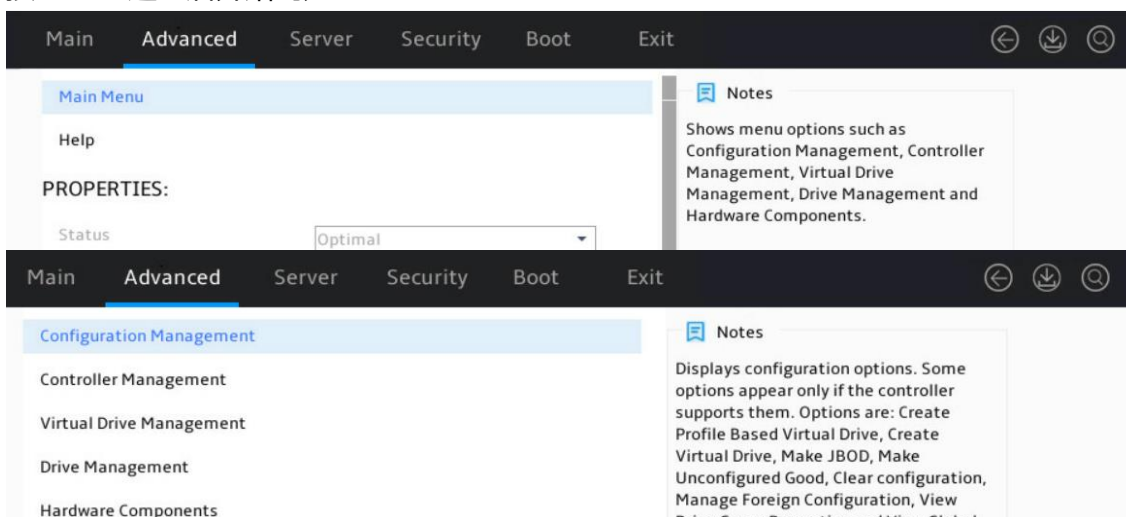 Main Advanced Server Security Boot Exit
Main Menu
Help
PROPERTIES:
Status Optimal
Notes
Shows menu options such as
Configuration Management, Controller
Management, Virtual Drive
Management, Drive Management and
Hardware Components.
Main Advanced Server Security Boot Exit
Configuration Management
Controller Management
Virtual Drive Management
Drive Management
Hardware Components
Notes
Displays configuration options. Some
options appear only if the controller
supports them. Options are: Create
Profile Based Virtual Drive, Create
Virtual Drive, Make JBOD, Make
Unconfigured Good, Clear configuration,
Manage Foreign Configuration, View